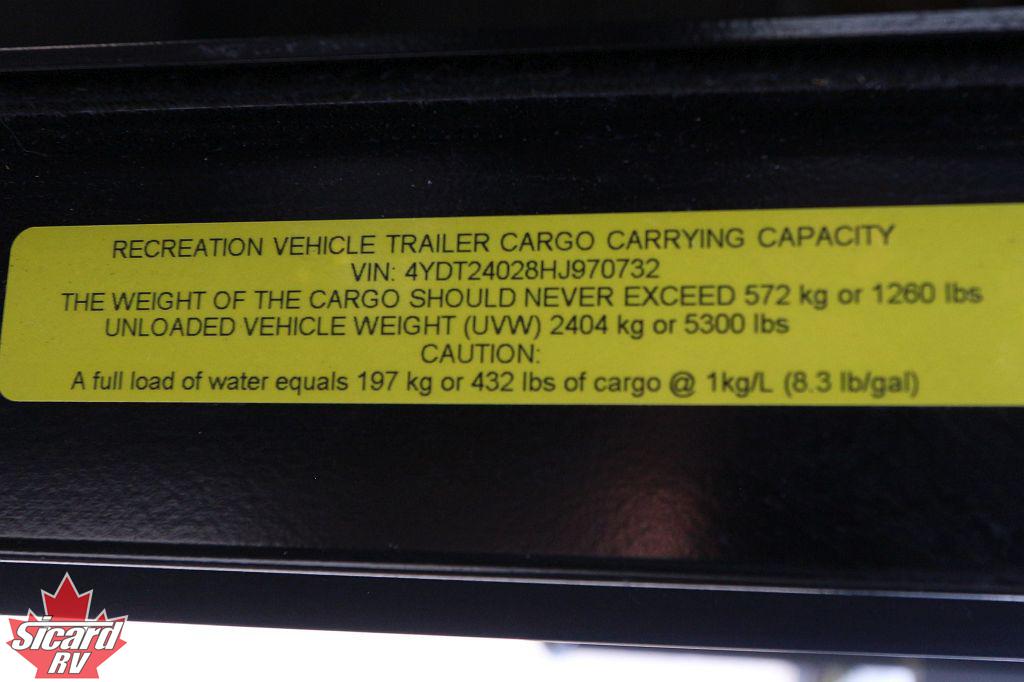 RECREATION VEHICLE TRAILER CARGO CARRYING CAPACITY
VIN: 4YDT24028HJ970732
THE WEIGHT OF THE CARGO SHOULD NEVER EXCEED 572 kg or 1260 lbs
UNLOADED VEHICLE WEIGHT (UVW) 2404 kg or 5300 lbs
CAUTION:
A full load of water equals 197 kg or 432 lbs of cargo @ 1kg/L (8.3 lb/gal)
Sicard
RV